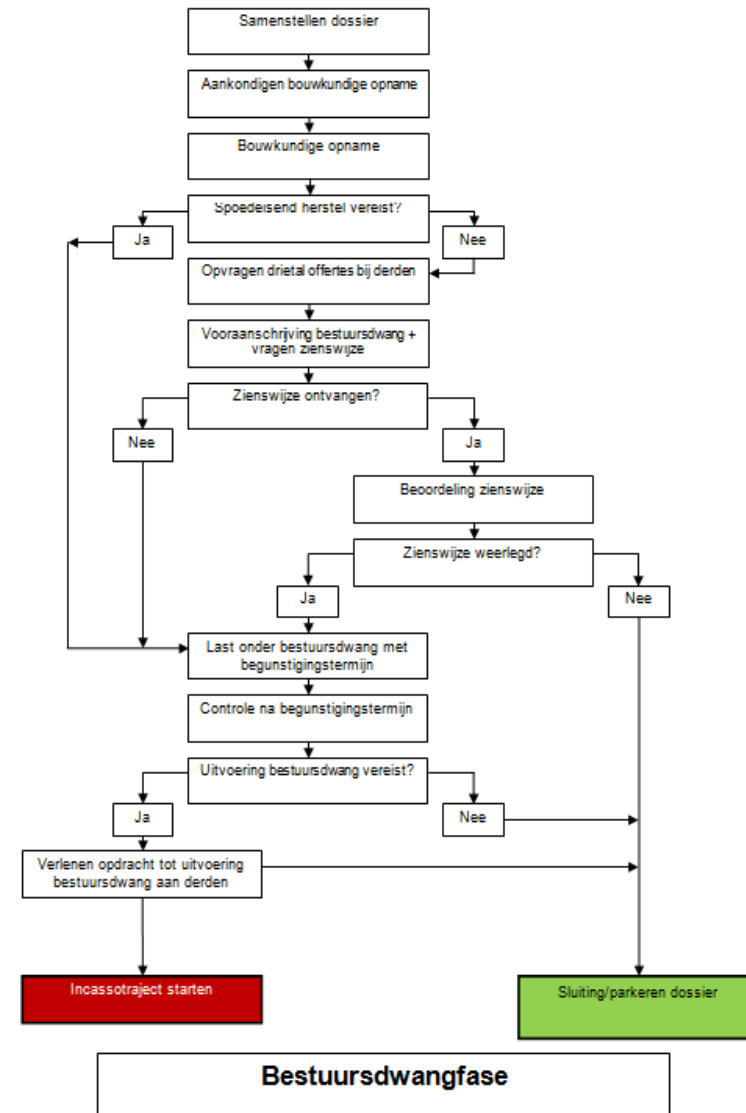 Samenstellen dossier
Aankondigen bouwkundige opname
Bouwkundige opname
Spoedeisend herstel vereist?
Ja
Nee
Opvragen drietal offertes bij derden
Vooraanschrijving bestuursdwang +
vragen zienswijze
Zienswijze ontvangen?
Nee
Ja
Beoordeling zienswijze
Zienswijze weerlegd?
Ja
Nee
Last onder bestuursdwang met
begunstigingstermijn
Controle na begunstigingstermijn
Uitvoering bestuursdwang vereist?
Ja
Nee
Verlenen opdracht tot uitvoering
bestuursdwang aan derden
Incassotraject starten
Sluiting/parkeren dossier
Bestuursdwangfase